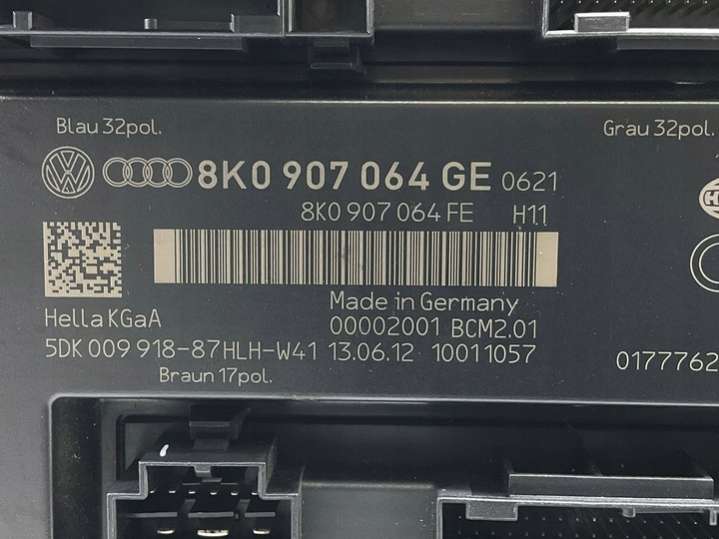 Blau 32pol.
Grau 32pol.
8K0 907 064 GE 0621
8K0 907 064 FE H11
Made in Germany
Hella KGaA
00002001 BCM2.01
5DK 009 918-87HLH-W41 13.06.12 10011057
0177762
Braun 17pol.